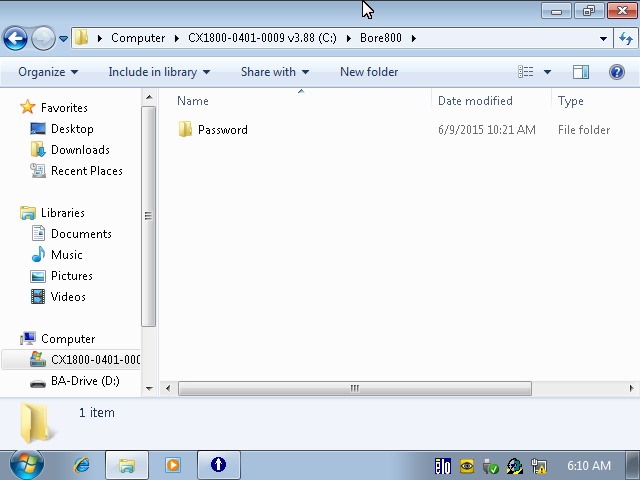 Computer CX1800-0401-0009 v3.88 (C:) Bore800
Organize Include in library Share with New folder
Name Date modified Type
Favorites
Desktop
Downloads
Recent Places
Libraries
Documents
Music
Pictures
Videos
Computer
CX1800-0401-000
BA-Drive (D:)
Password 6/9/2015 10:21 AM File folder
1 item
elo 6:10 AM